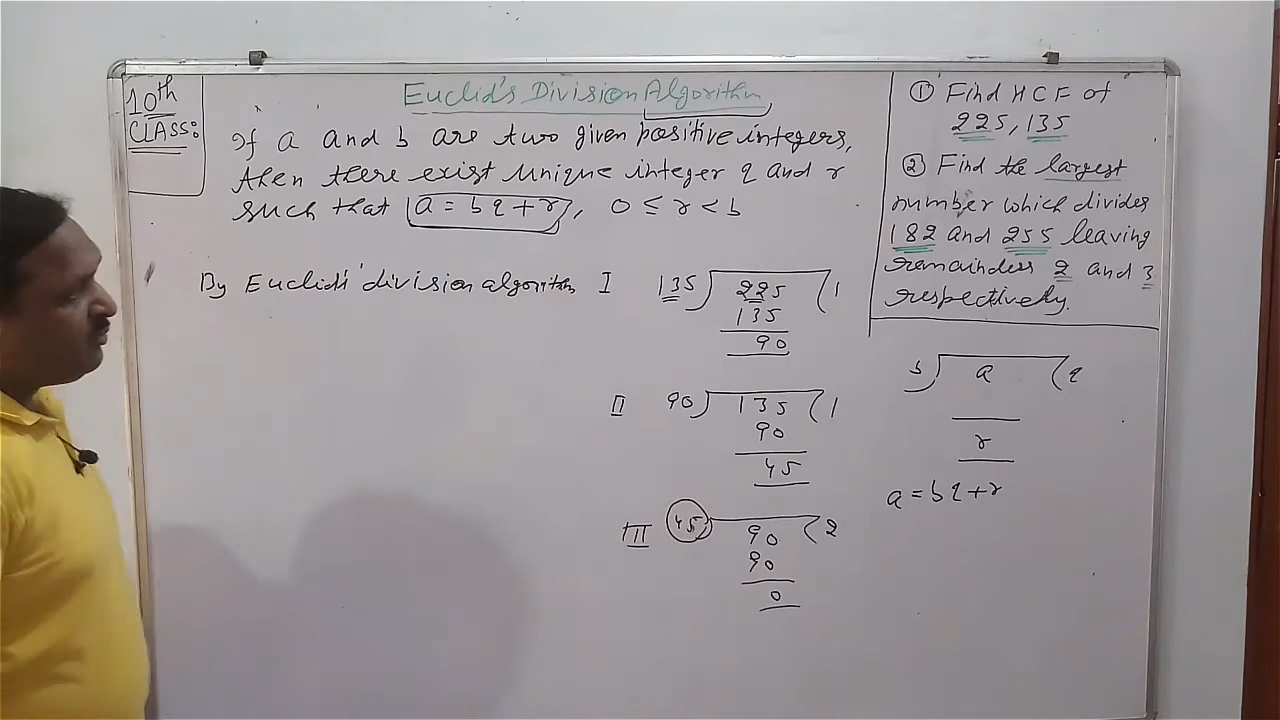 10th
CLASS:
Euclid's Division Algorithm
If a and b are two given positive integers,
then there exist unique integer q and r
such that a = bq + r, 0 ≤ r < b
① Find HCF of
225, 135
② Find the largest
number which divides
182 and 255 leaving
remainders 2 and 3
respectively.
By Euclid's division algorithm I 135) 225 (1
135
90
II 90) 135 (1
90
45
III 45) 90 (2
90
0
b) a (q
r
a = bq + r